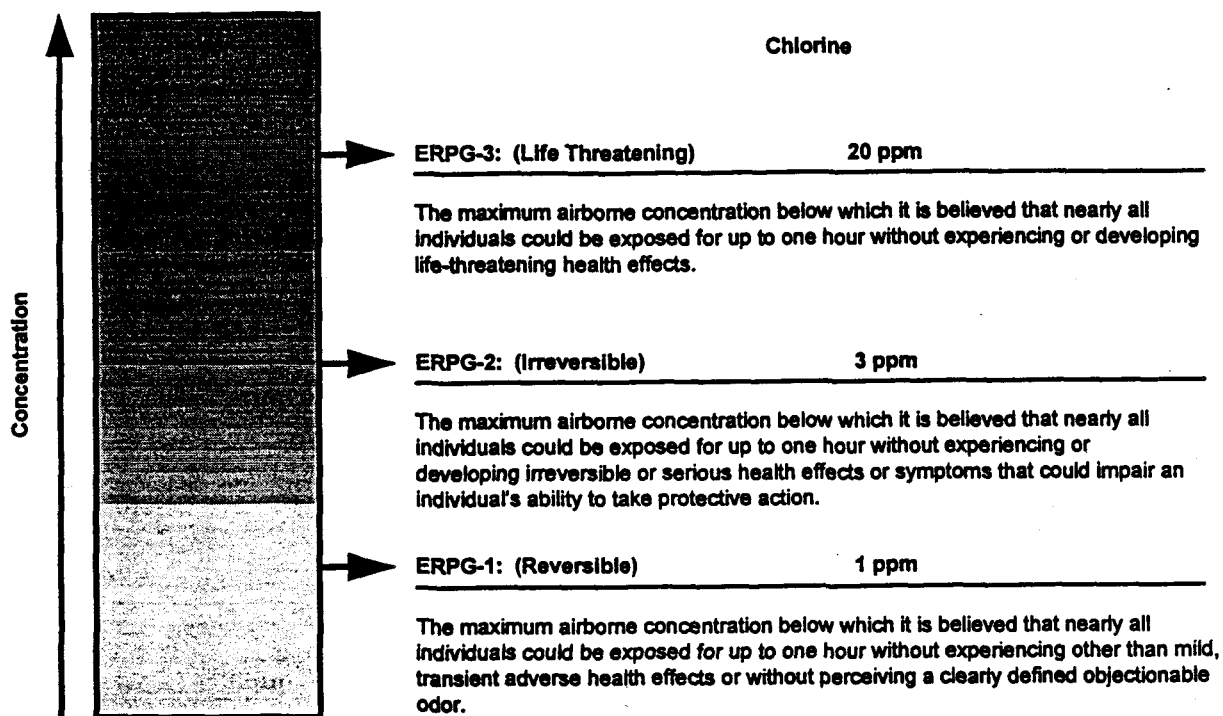 Chlorine
Concentration
ERPG-3: (Life Threatening) 20 ppm
The maximum airborne concentration below which it is believed that nearly all
individuals could be exposed for up to one hour without experiencing or developing
life-threatening health effects.
ERPG-2: (Irreversible) 3 ppm
The maximum airborne concentration below which it is believed that nearly all
individuals could be exposed for up to one hour without experiencing or
developing irreversible or serious health effects or symptoms that could impair an
individual's ability to take protective action.
ERPG-1: (Reversible) 1 ppm
The maximum airborne concentration below which it is believed that nearly all
individuals could be exposed for up to one hour without experiencing other than mild,
transient adverse health effects or without perceiving a clearly defined objectionable
odor.